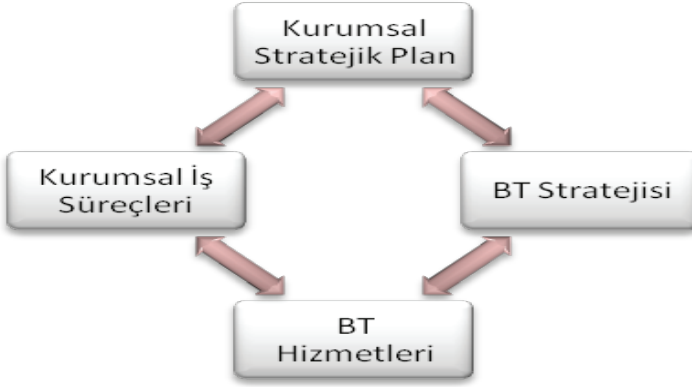 Kurumsal
Stratejik Plan
Kurumsal İş
Süreçleri
BT Stratejisi
BT
Hizmetleri